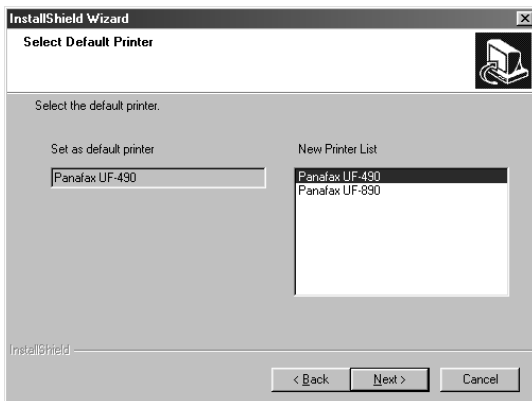 InstallShield Wizard
Select Default Printer
Select the default printer.
Set as default printer
Panafax UF-490
New Printer List
Panafax UF-490
Panafax UF-890
InstallShield
< Back
Next >
Cancel